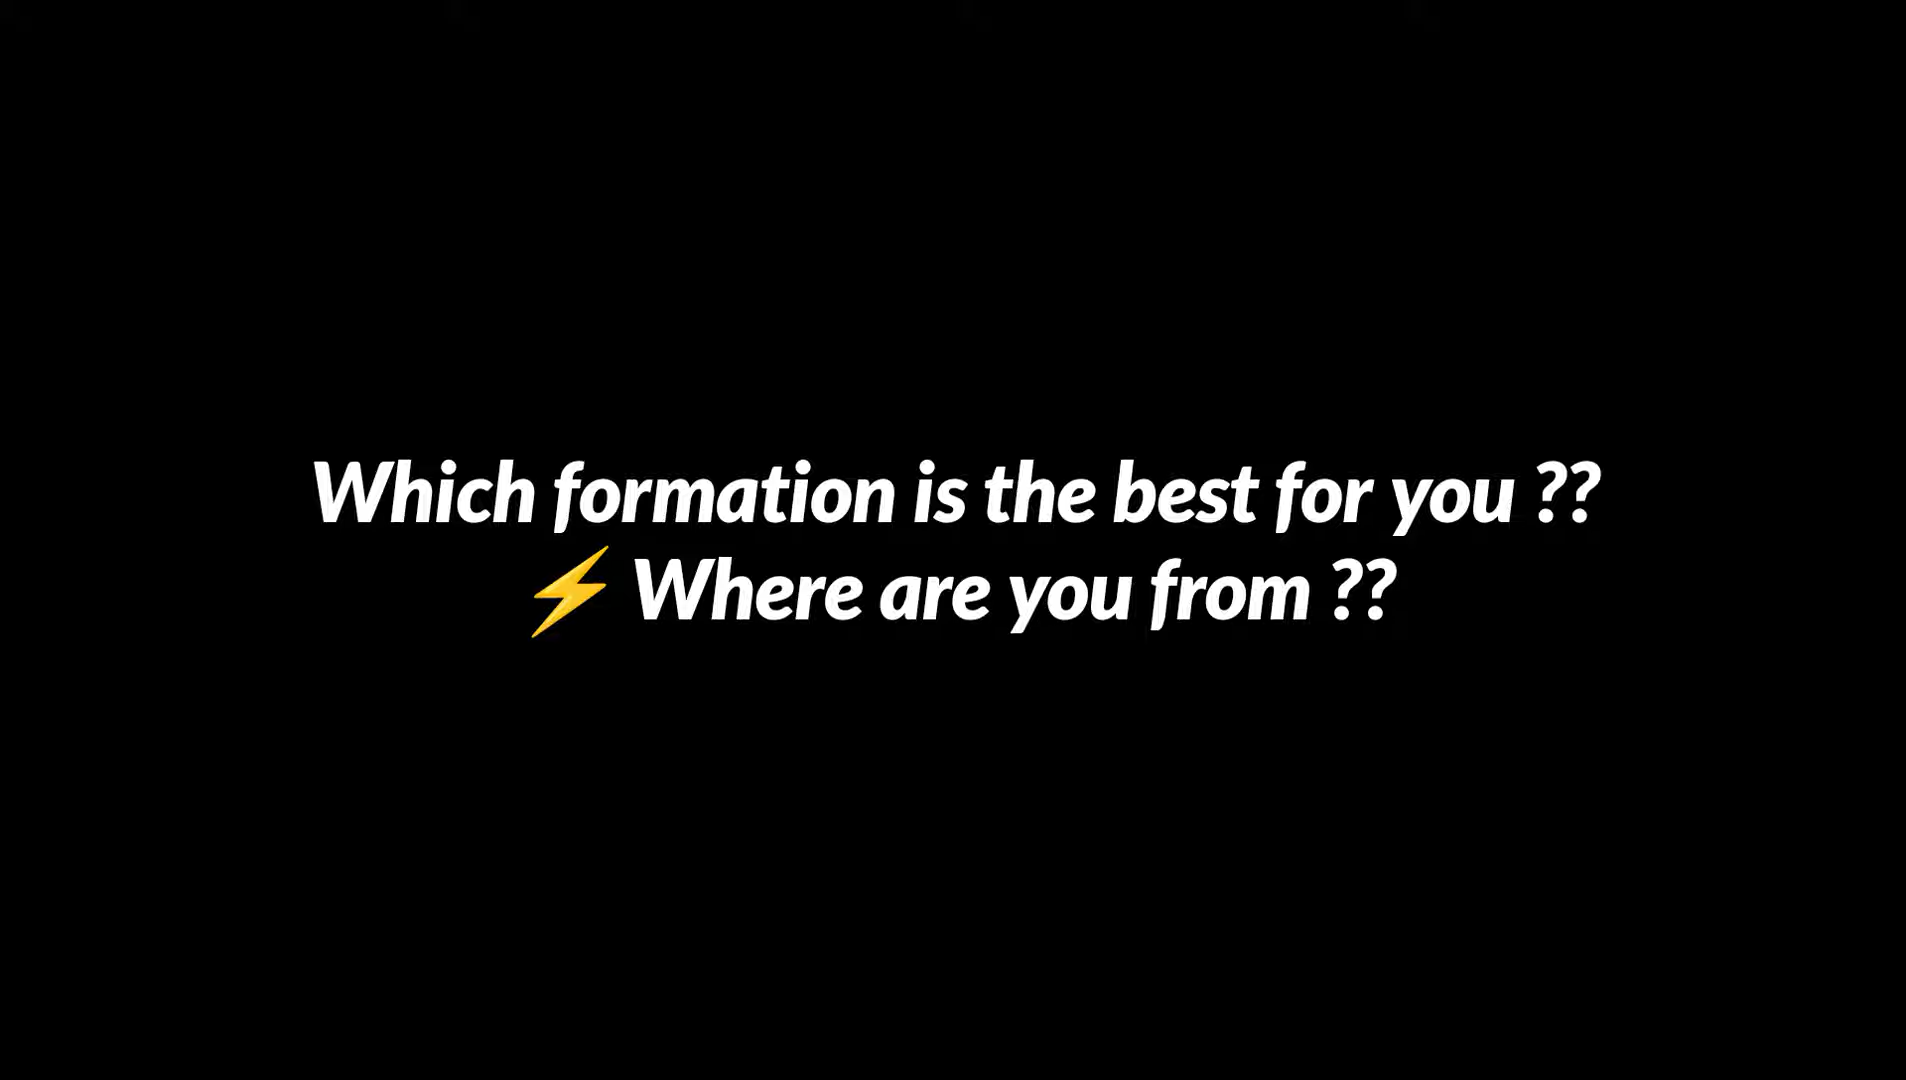 Which formation is the best for you ??
⚡ Where are you from ??